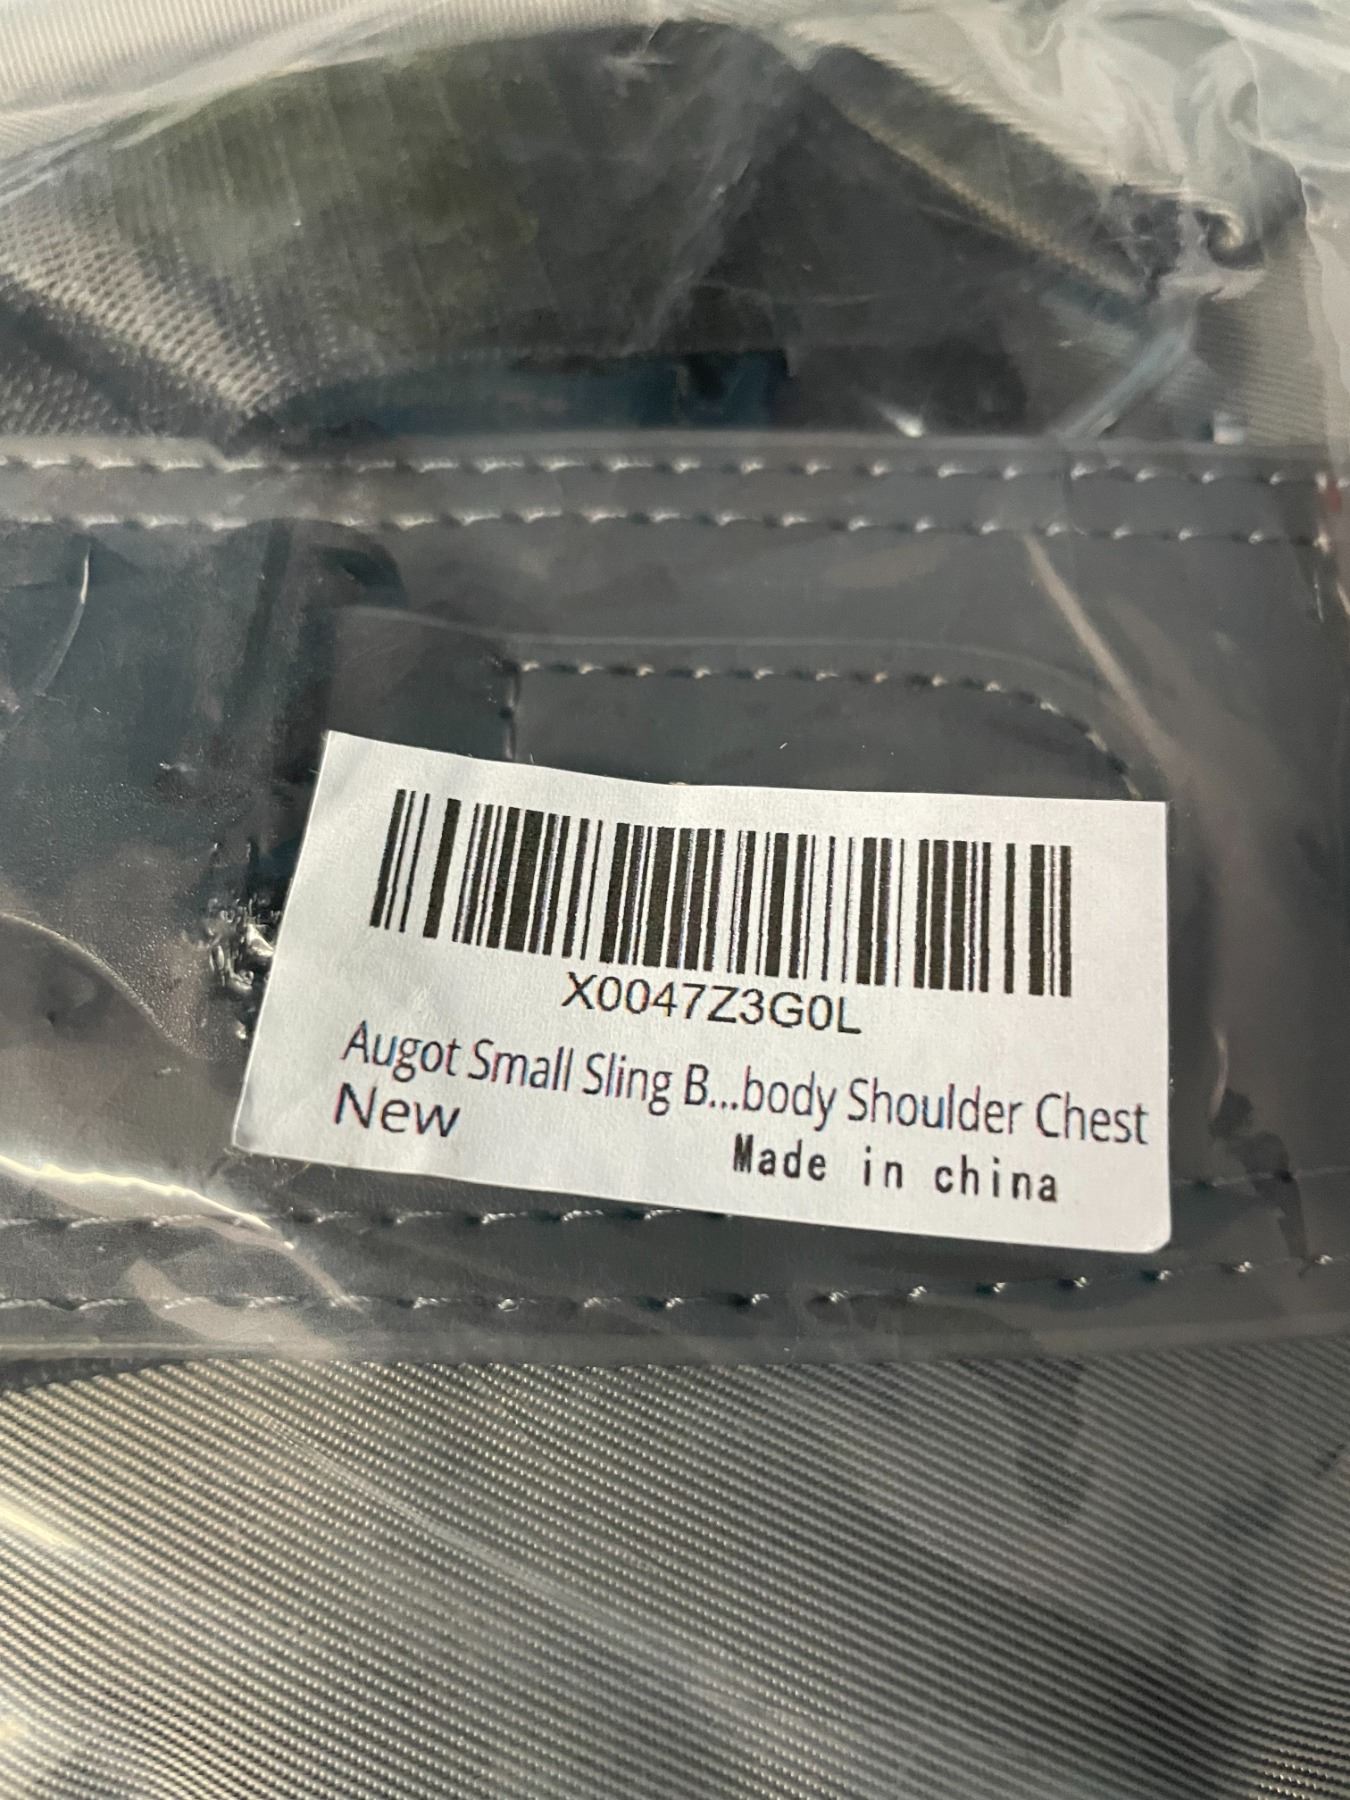 X0047Z3G0L
Augot Small Sling B...body Shoulder Chest
New
Made in china